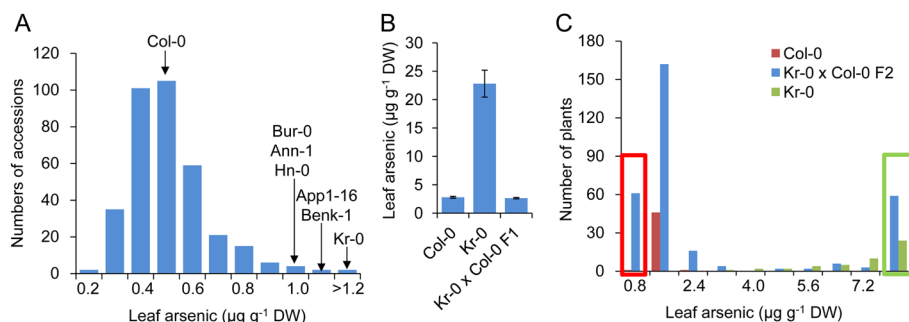 A
Numbers of accessions
120
100
80
60
40
20
0
Col-0
Bur-0
Ann-1
Hn-0
App1-16
Benk-1
Kr-0
0.2
0.4
0.6
0.8
1.0
>1.2
Leaf arsenic (µg g-1 DW)
B
Leaf arsenic (µg g-1 DW)
30
25
20
15
10
5
0
Col-0
Kr-0
Kr-0 x Col-0 F1
C
Number of plants
180
150
120
90
60
30
0
Col-0
Kr-0 x Col-0 F2
Kr-0
0.8
2.4
4.0
5.6
7.2
Leaf arsenic (µg g-1 DW)